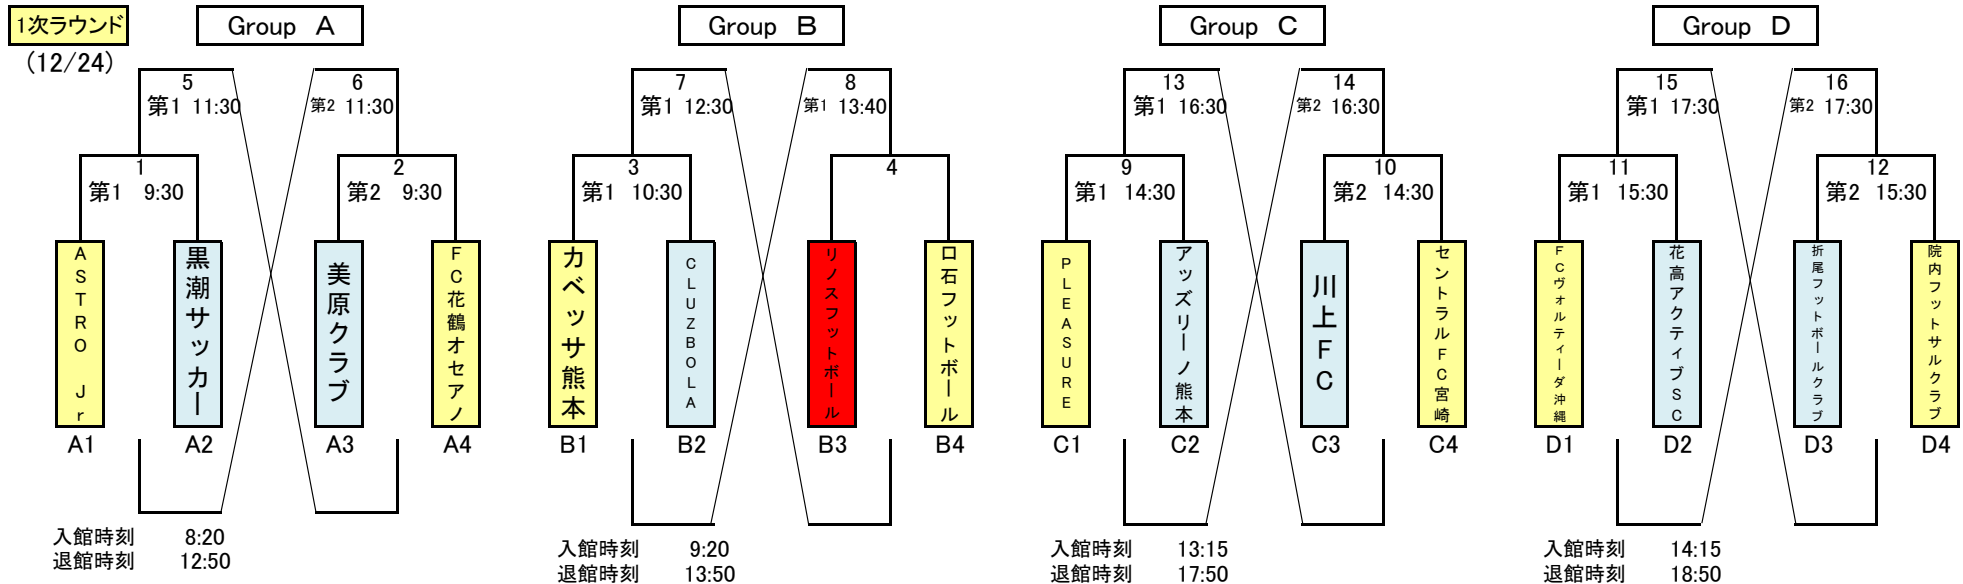 1次ラウンド
(12/24)
Group A
Group B
Group C
Group D
5
第1 11:30
6
第2 11:30
7
第1 12:30
8
第1 13:40
13
第1 16:30
14
第2 16:30
15
第1 17:30
16
第2 17:30
1
第1 9:30
2
第2 9:30
3
第1 10:30
4
9
第1 14:30
10
第2 14:30
11
第1 15:30
12
第2 15:30
ASTRO Jr
黒潮サッカー
美原クラブ
FC花鶴オセアノ
カベッサ熊本
CLUZBOLA
リノスフットボール
口石フットボール
PLEASURE
アッズリーノ熊本
川上FC
セントラルFC宮崎
FCヴォルティーダ沖縄
花高アクティブSC
折尾フットボールクラブ
院内フットサルクラブ
A1
A2
A3
A4
B1
B2
B3
B4
C1
C2
C3
C4
D1
D2
D3
D4
入館時刻 8:20
退館時刻 12:50
入館時刻 9:20
退館時刻 13:50
入館時刻 13:15
退館時刻 17:50
入館時刻 14:15
退館時刻 18:50